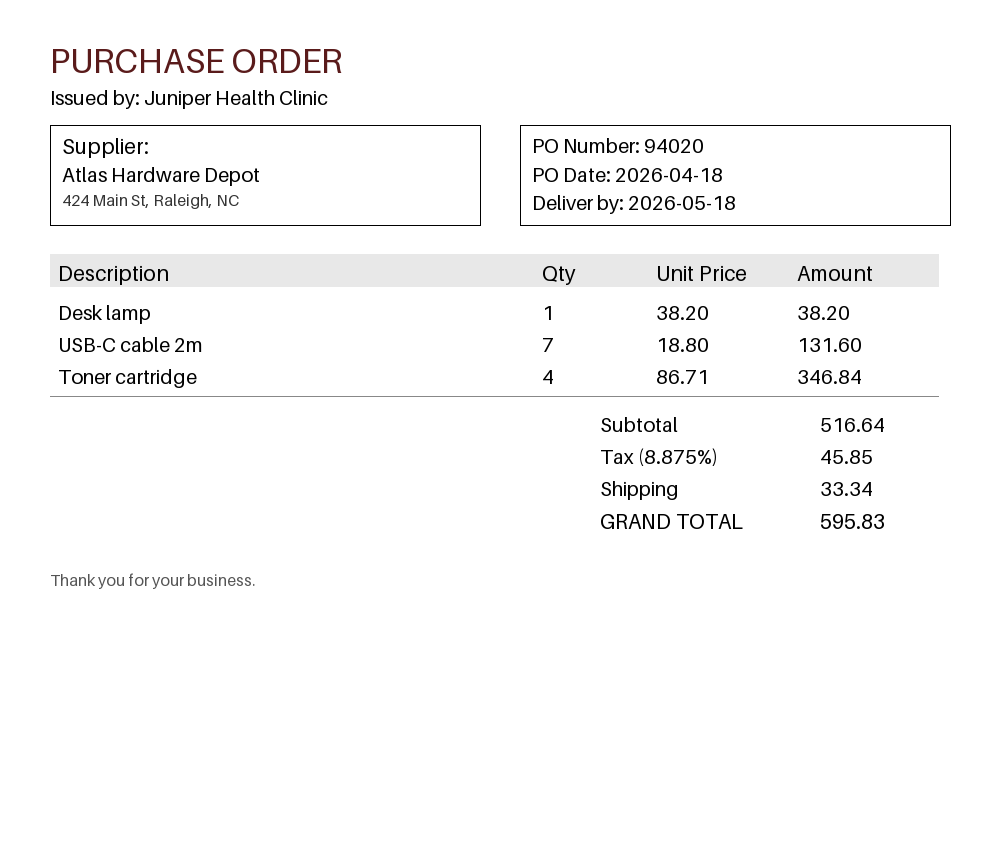 PURCHASE ORDER
Issued by: Juniper Health Clinic
Supplier:
Atlas Hardware Depot
424 Main St, Raleigh, NC
PO Number: 94020
PO Date: 2026-04-18
Deliver by: 2026-05-18
Description Qty Unit Price Amount
Desk lamp 1 38.20 38.20
USB-C cable 2m 7 18.80 131.60
Toner cartridge 4 86.71 346.84
Subtotal 516.64
Tax (8.875%) 45.85
Shipping 33.34
GRAND TOTAL 595.83
Thank you for your business.